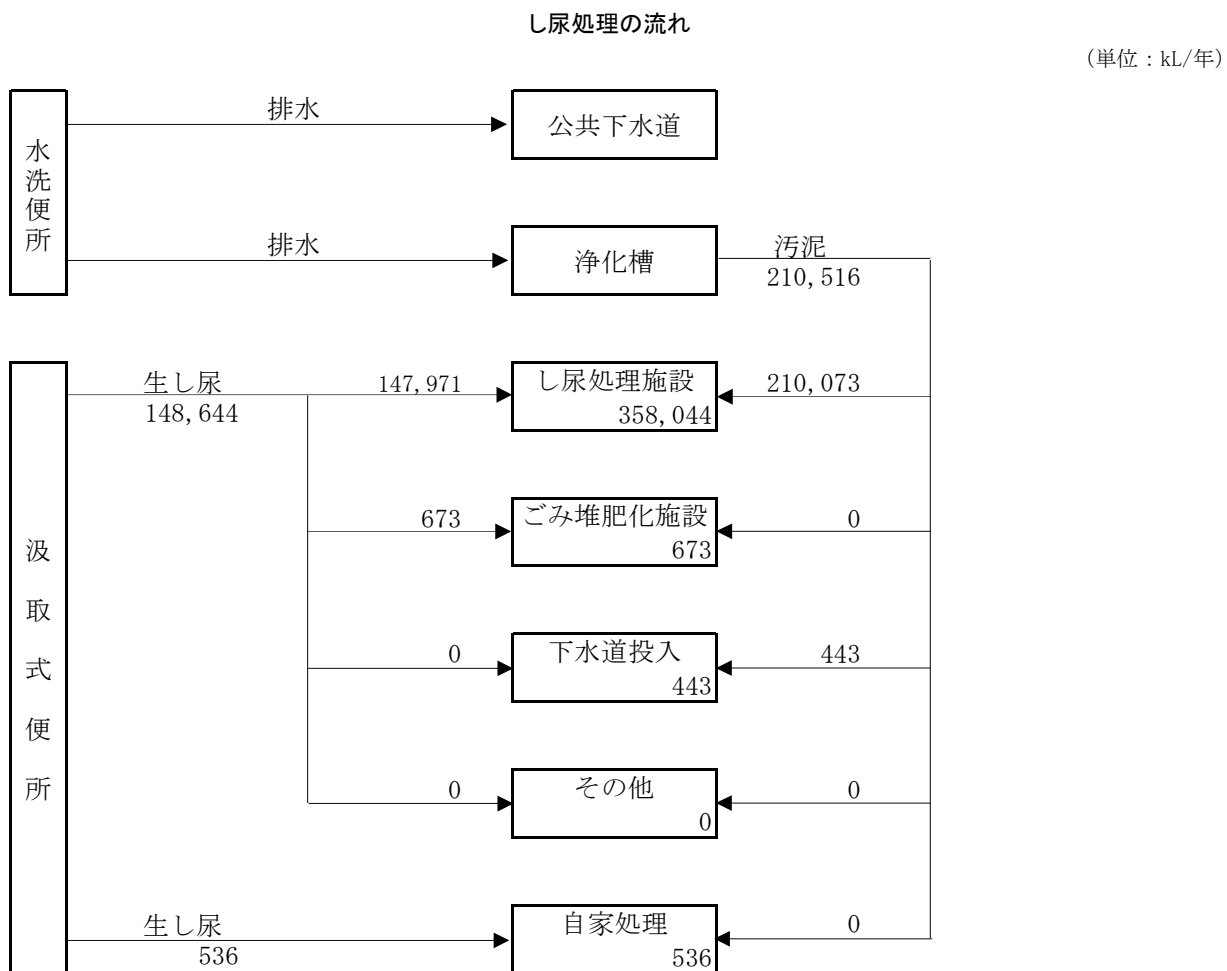 し尿処理の流れ
（単位：kL/年）
水洗便所
排水
公共下水道
排水
浄化槽
汚泥
210,516
汲取式便所
生し尿
148,644
147,971
し尿処理施設
358,044
210,073
673
ごみ堆肥化施設
673
0
0
下水道投入
443
443
0
その他
0
0
生し尿
536
自家処理
536
0